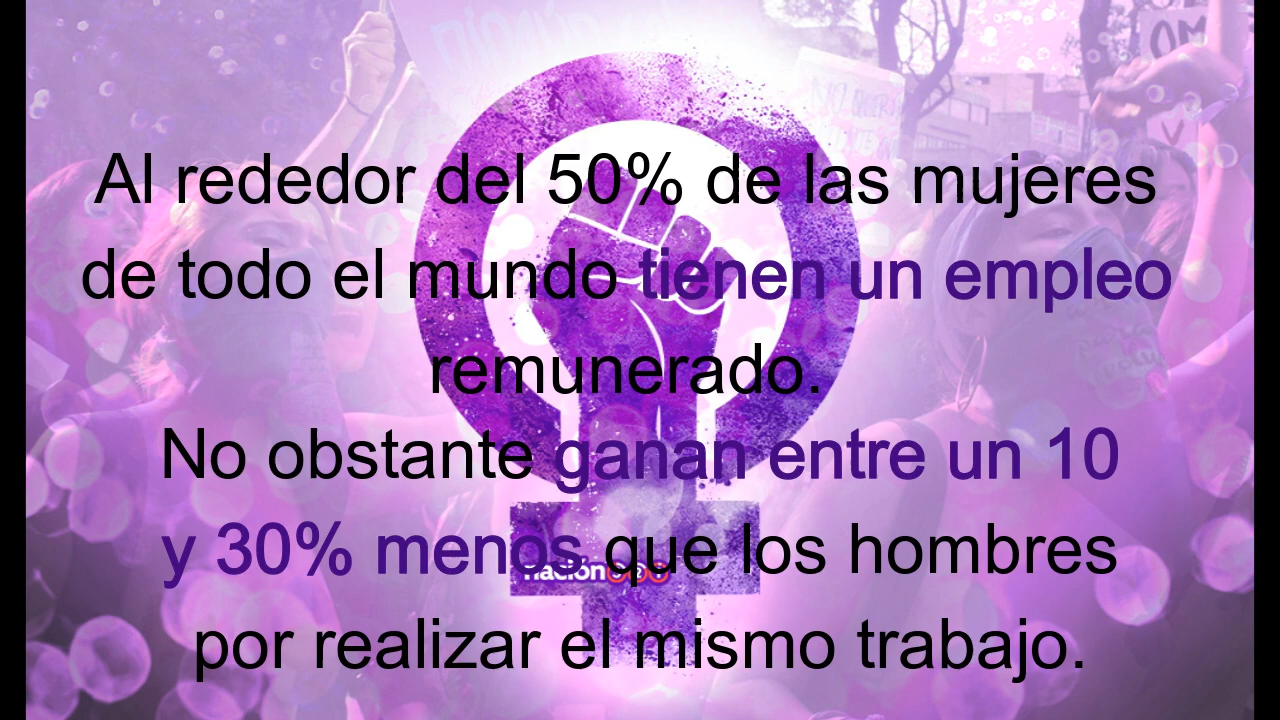 Al rededor del 50% de las mujeres
de todo el mundo tienen un empleo
remunerado.
No obstante ganan entre un 10
y 30% menos que los hombres
nación
por realizar el mismo trabajo.